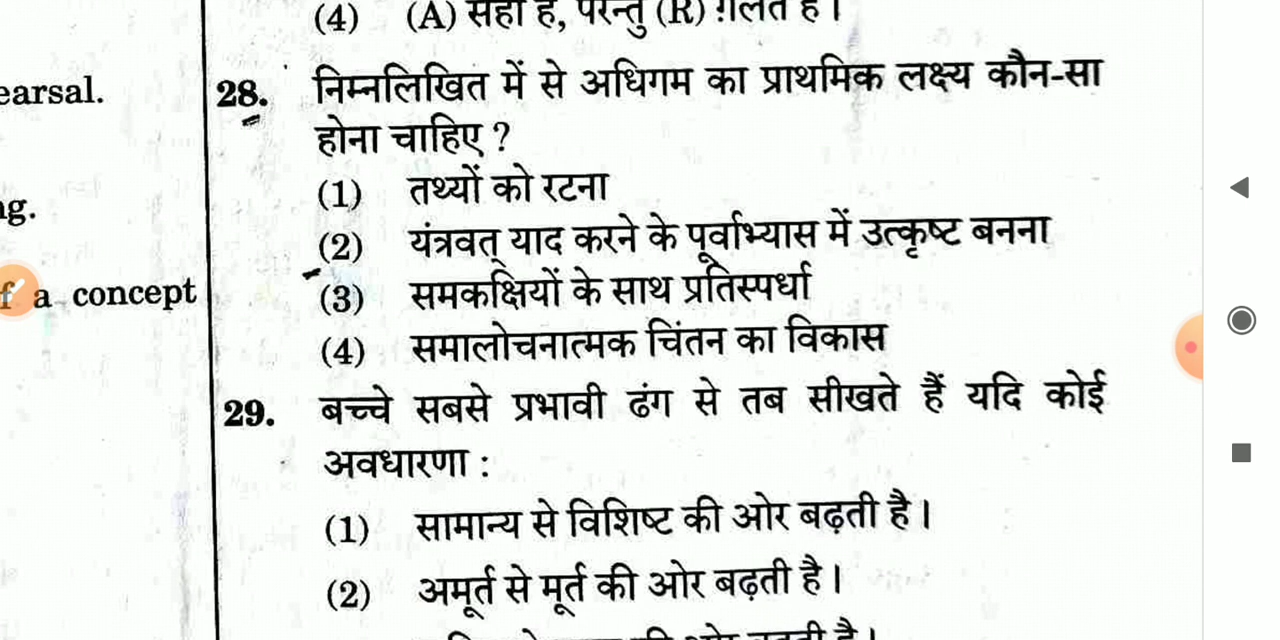 (4) (A) सही है, परन्तु (R) ग़लत है।
earsal.
28. निम्नलिखित में से अधिगम का प्राथमिक लक्ष्य कौन-सा
होना चाहिए ?
(1) तथ्यों को रटना
g.
(2) यंत्रवत् याद करने के पूर्वाभ्यास में उत्कृष्ट बनना
f a concept
(3) समकक्षियों के साथ प्रतिस्पर्धा
(4) समालोचनात्मक चिंतन का विकास
29. बच्चे सबसे प्रभावी ढंग से तब सीखते हैं यदि कोई
अवधारणा :
(1) सामान्य से विशिष्ट की ओर बढ़ती है।
(2) अमूर्त से मूर्त की ओर बढ़ती है।
की ओर बढ़ती है।